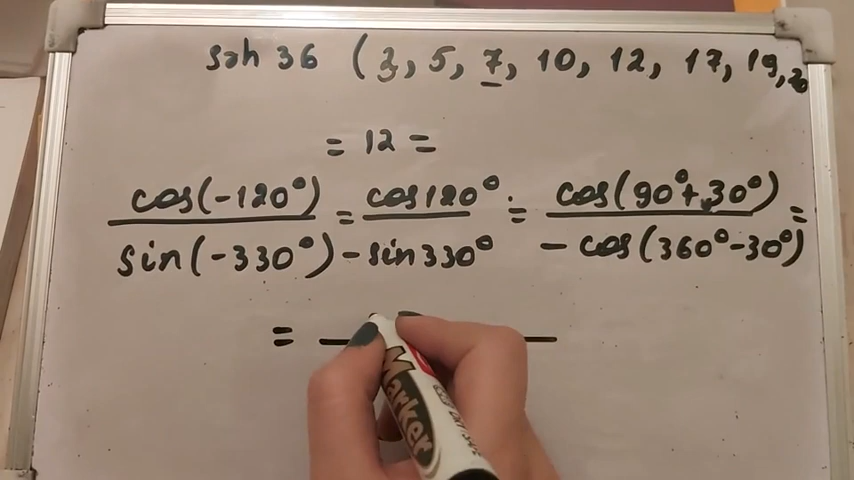 səh 36 (3, 5, 7, 10, 12, 17, 19, 20
= 12 =
cos(-120°) / sin(-330°) = cos120° / -sin330° = cos(90°+30°) / -cos(360°-30°) =
=
Marker